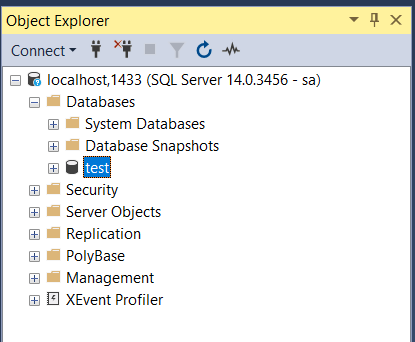 Object Explorer
Connect
localhost,1433 (SQL Server 14.0.3456 - sa)
Databases
System Databases
Database Snapshots
test
Security
Server Objects
Replication
PolyBase
Management
XEvent Profiler